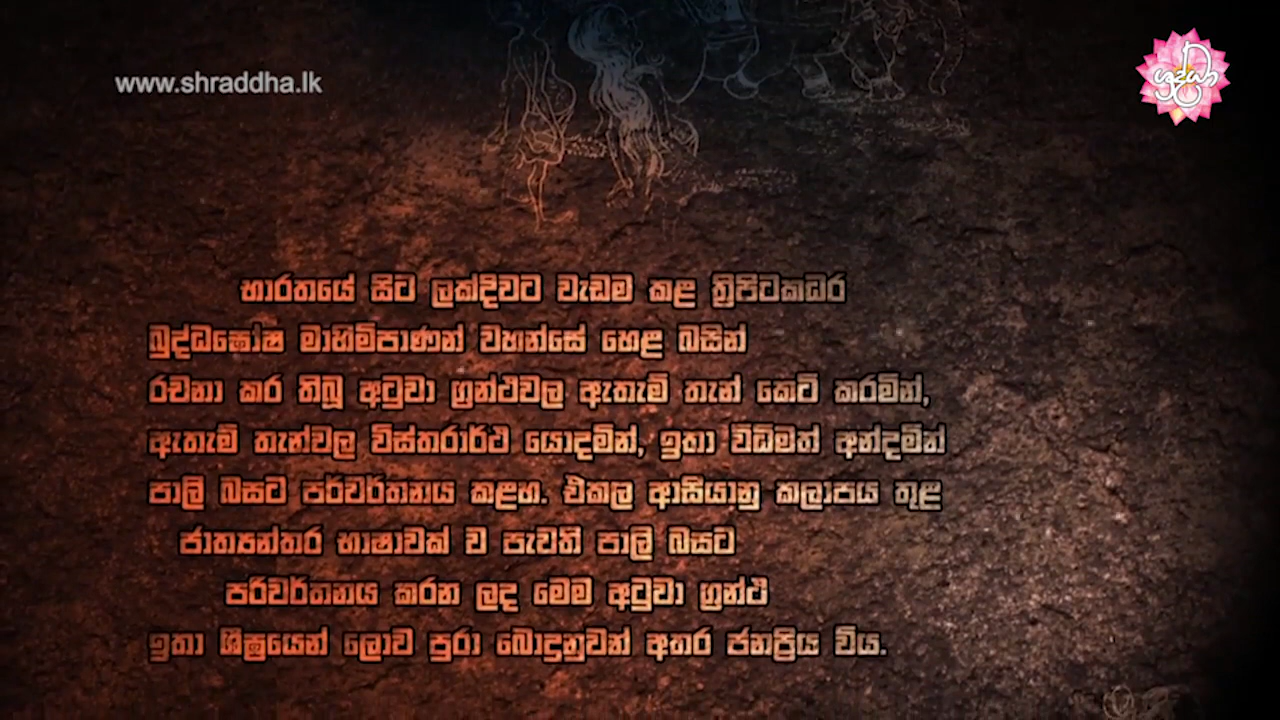 www.shraddha.lk
ශ්‍රද්ධා
භාරතයේ සිට ලක්දිවට වැඩම කළ ත්‍රිපිටකධර
බුද්ධඝෝෂ මාහිමිපාණන් වහන්සේ හෙළ බසින්
රචනා කර තිබූ අටුවා ග්‍රන්ථවල ඇතැම් තැන් කෙටි කරමින්,
ඇතැම් තැන්වල විස්තරාර්ථ යොදමින්, ඉතා විධිමත් අන්දමින්
පාලි බසට පරිවර්තනය කළහ. එකල ආසියානු කලාපය තුළ
ජාත්‍යන්තර භාෂාවක් ව පැවති පාලි බසට
පරිවර්තනය කරන ලද මෙම අටුවා ග්‍රන්ථ
ඉතා ශීඝ්‍රයෙන් ලොව පුරා බොදුනුවන් අතර ජනප්‍රිය විය.